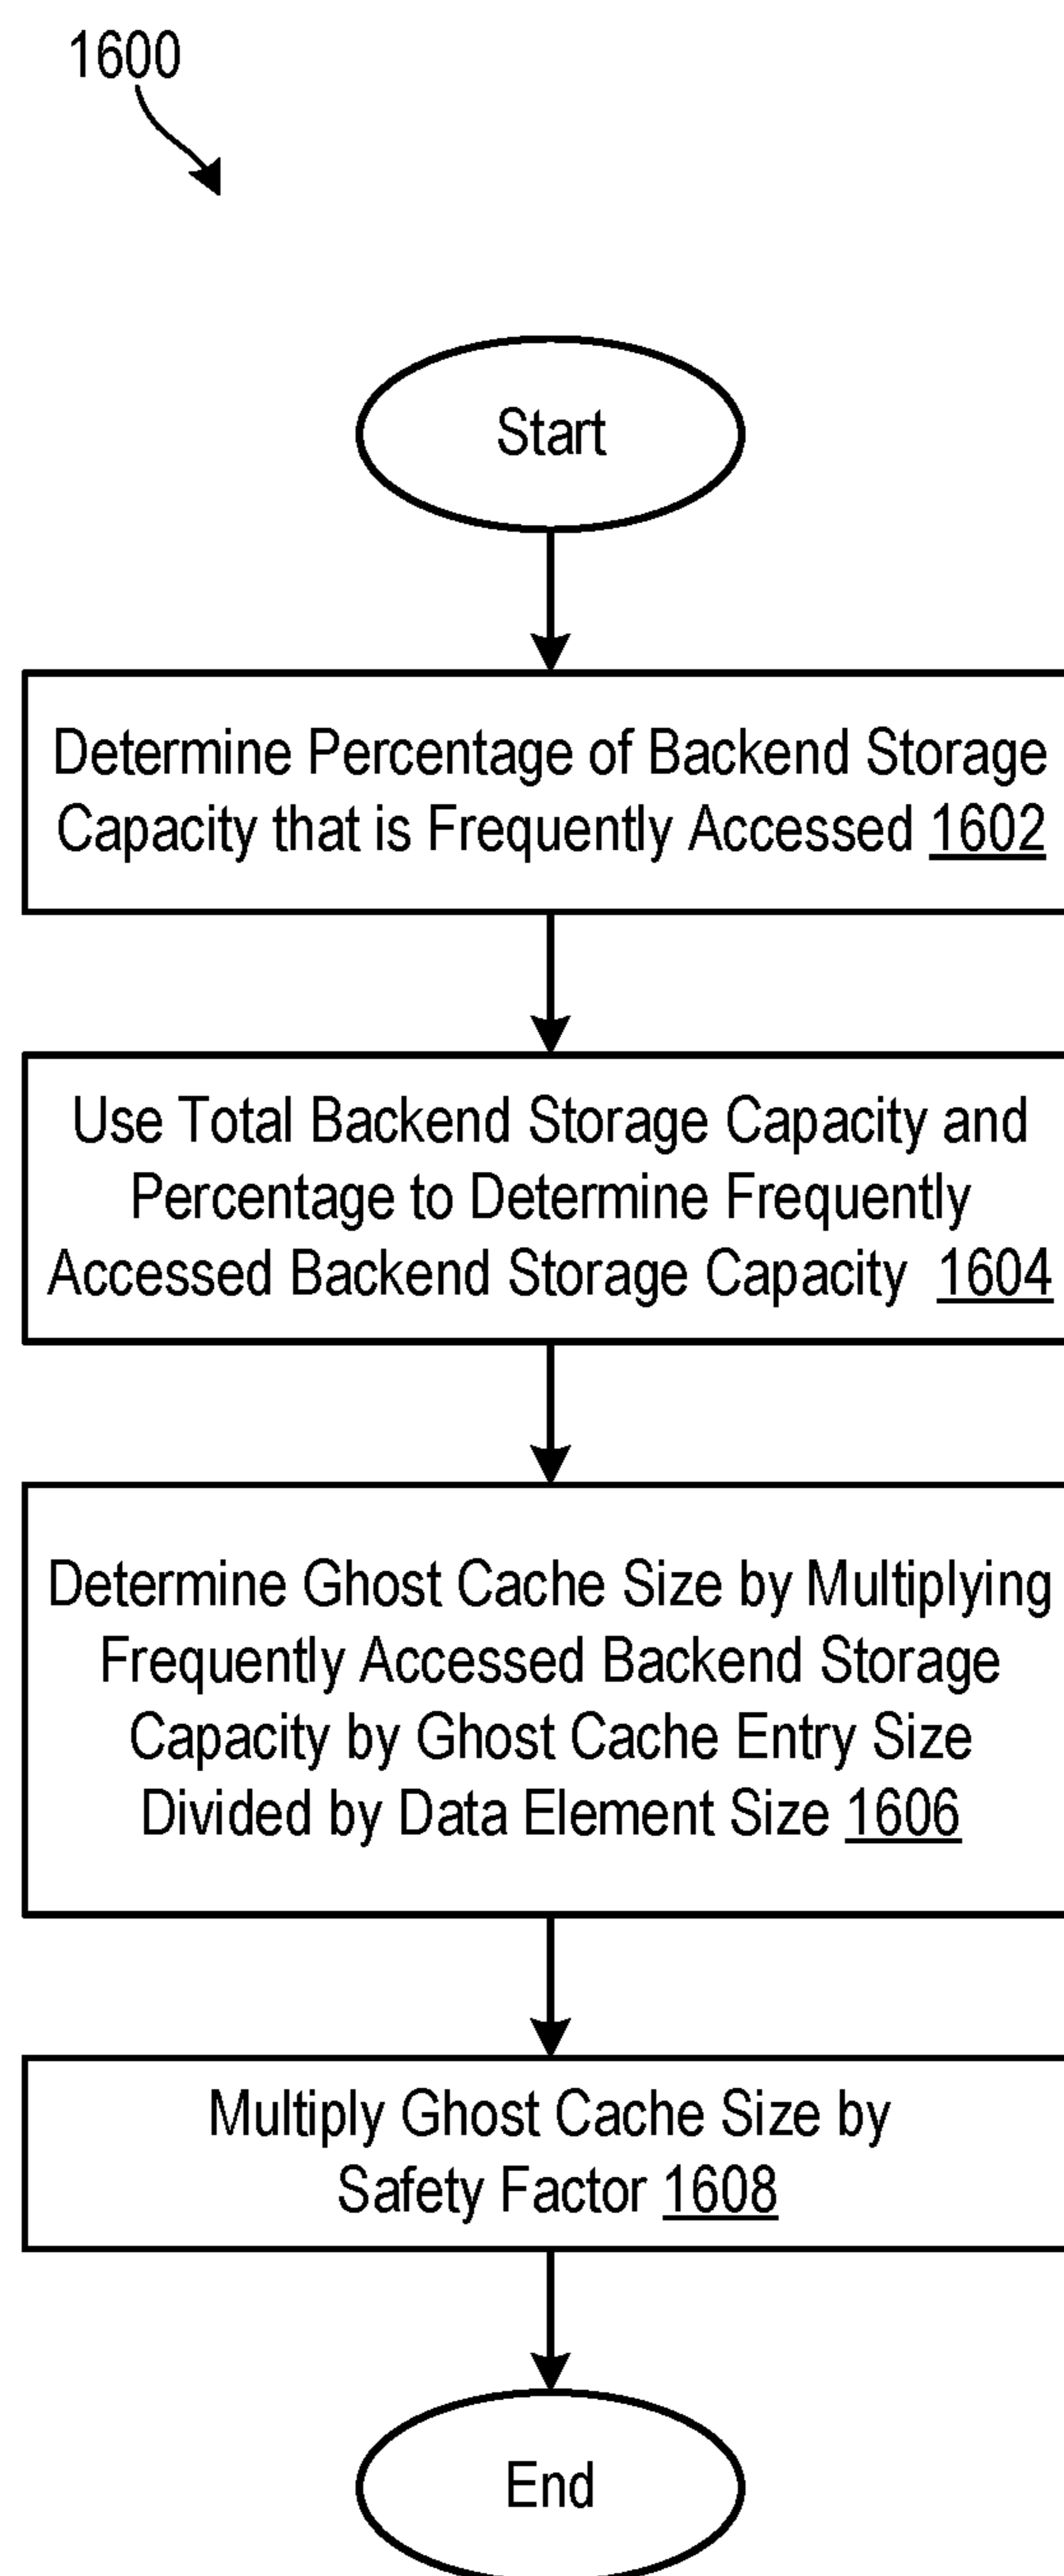 1600
Start
Determine Percentage of Backend Storage
Capacity that is Frequently Accessed 1602
Use Total Backend Storage Capacity and
Percentage to Determine Frequently
Accessed Backend Storage Capacity 1604
Determine Ghost Cache Size by Multiplying
Frequently Accessed Backend Storage
Capacity by Ghost Cache Entry Size
Divided by Data Element Size 1606
Multiply Ghost Cache Size by
Safety Factor 1608
End